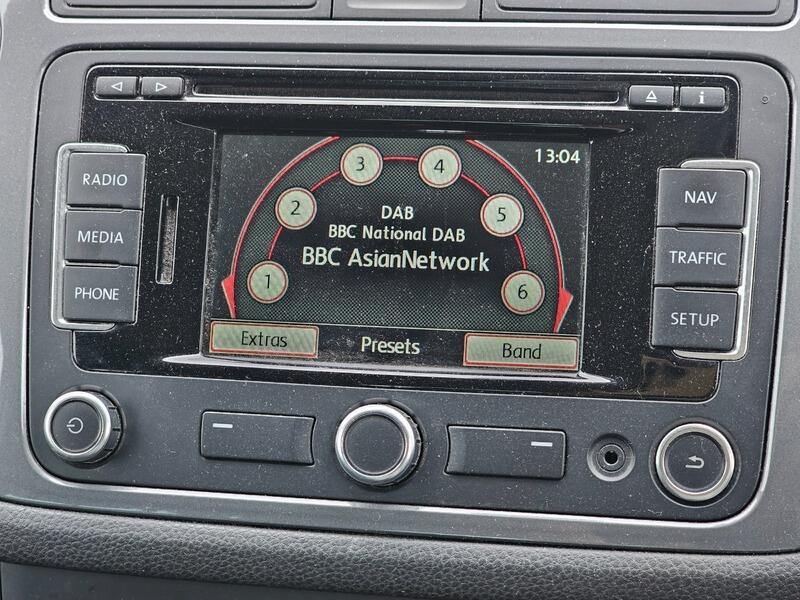 RADIO
MEDIA
PHONE
13:04
1
2
3
4
5
6
DAB
BBC National DAB
BBC AsianNetwork
Extras
Presets
Band
i
NAV
TRAFFIC
SETUP